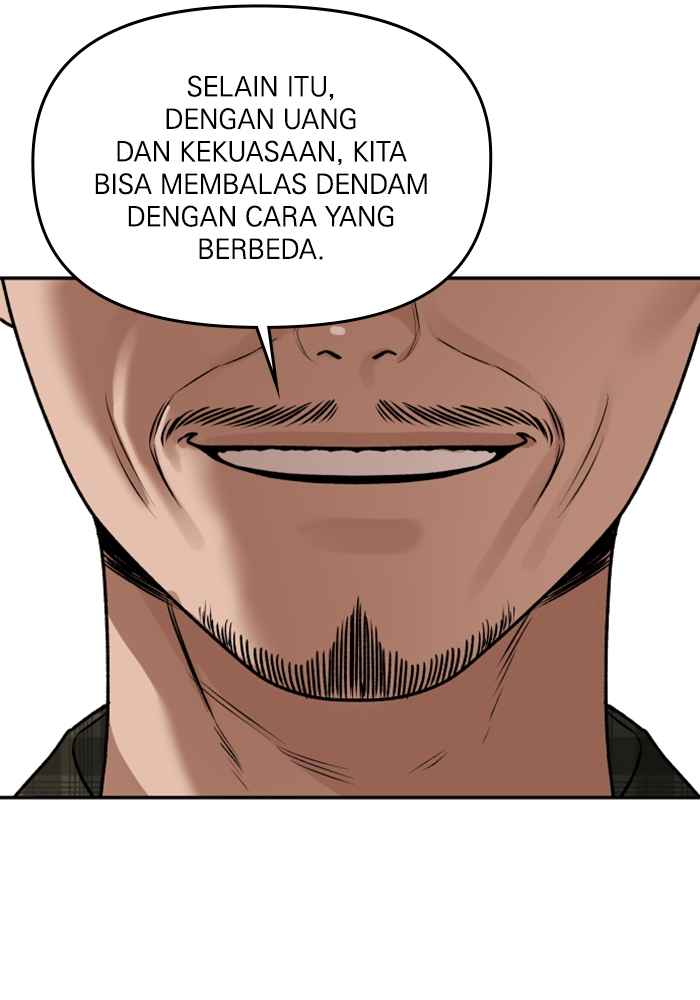 SELAIN ITU,
DENGAN UANG
DAN KEKUASAAN, KITA
BISA MEMBALAS DENDAM
DENGAN CARA YANG
BERBEDA.